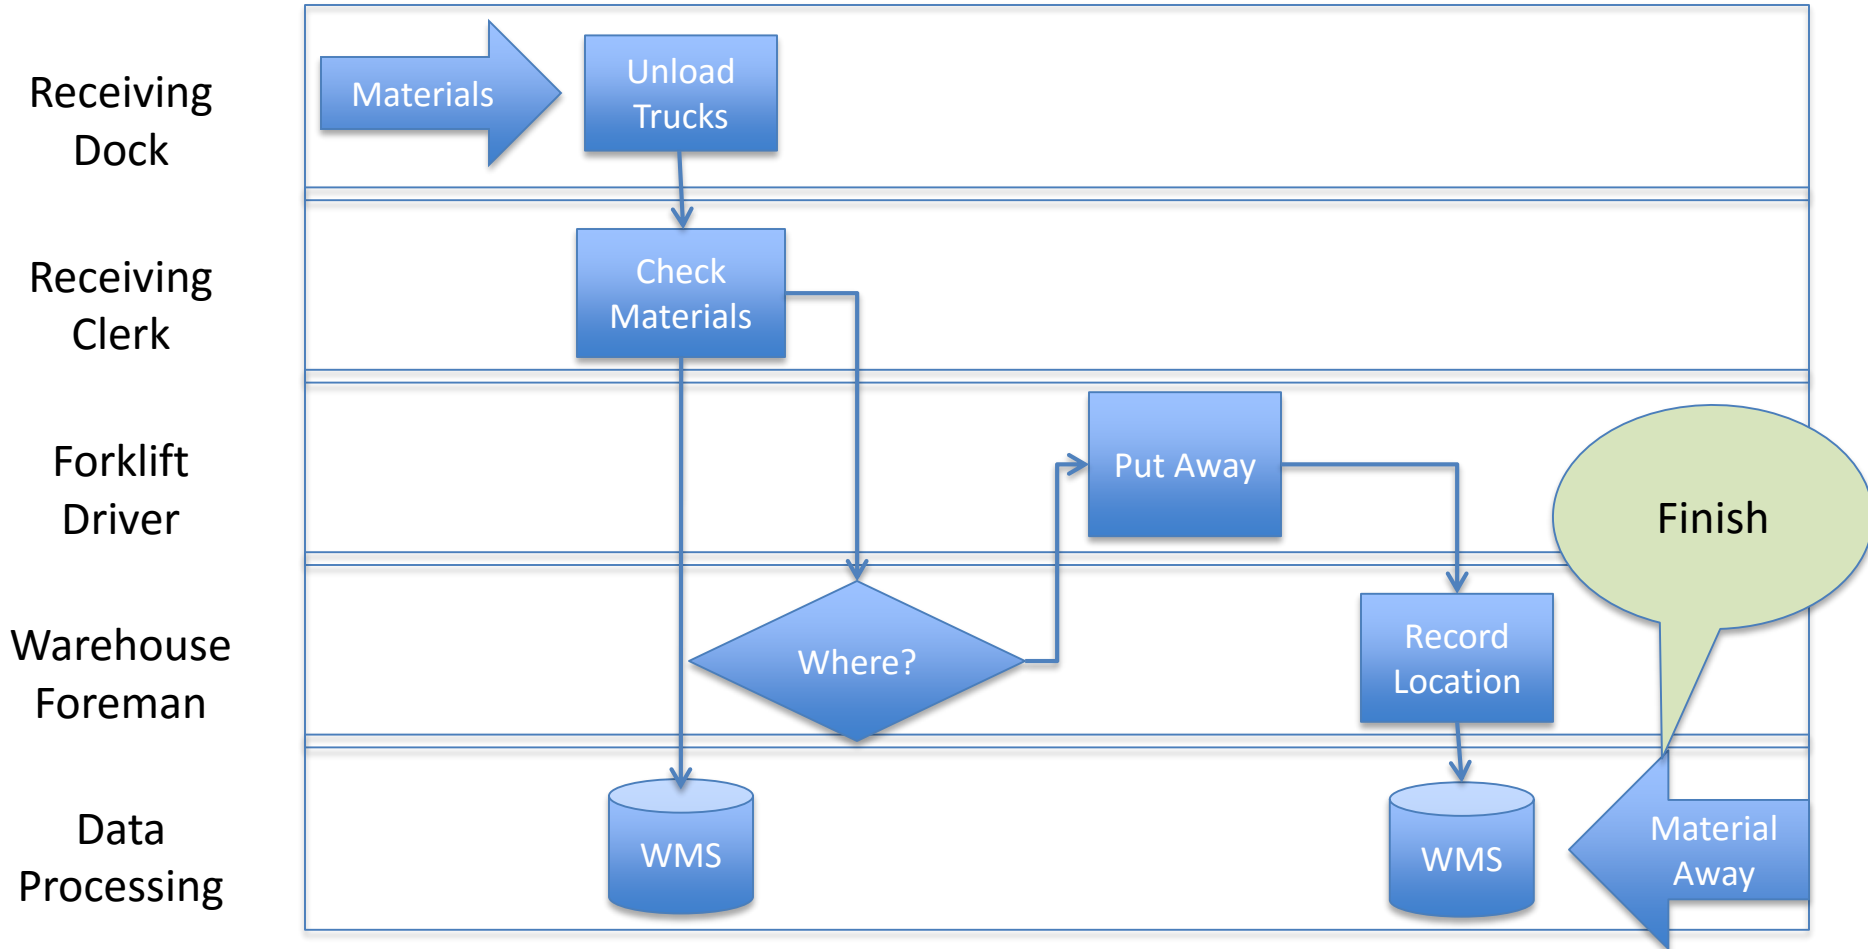 Receiving
Dock
Materials
Unload
Trucks
Receiving
Clerk
Check
Materials
Forklift
Driver
Put Away
Finish
Warehouse
Foreman
Where?
Record
Location
Data
Processing
WMS
WMS
Material
Away